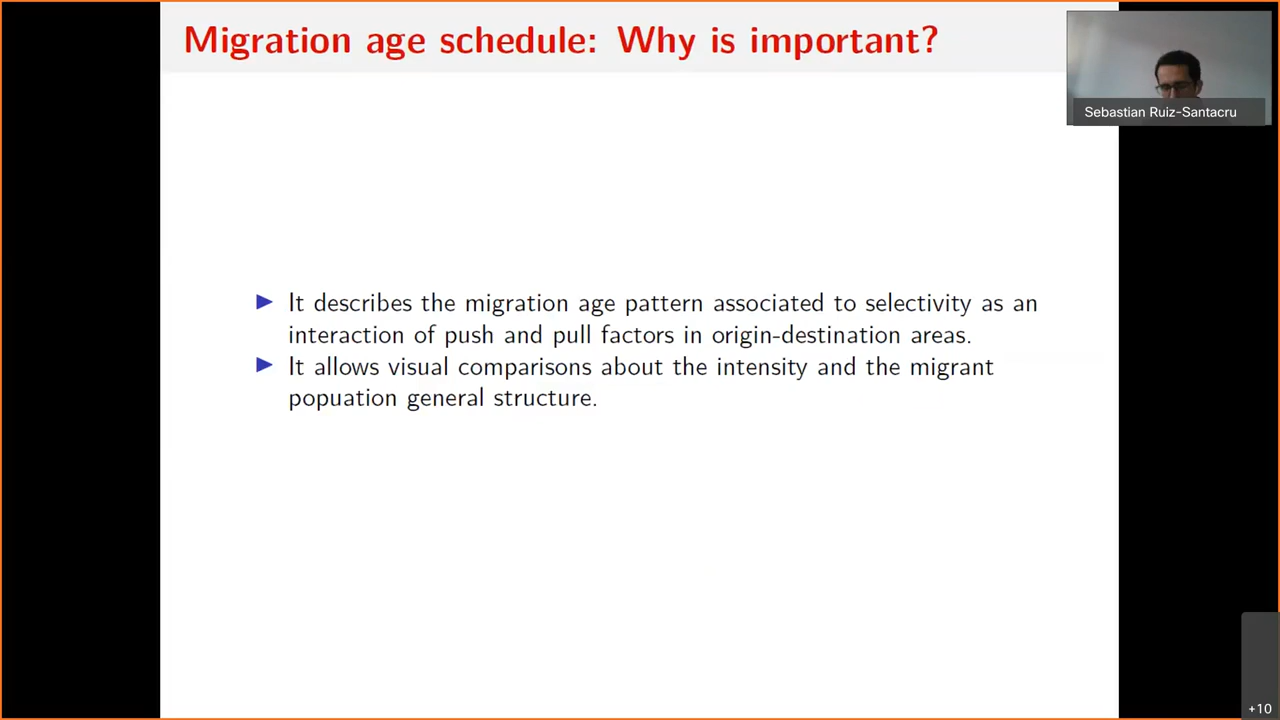 Migration age schedule: Why is important?
Sebastian Ruiz-Santacru
It describes the migration age pattern associated to selectivity as an
interaction of push and pull factors in origin-destination areas.
It allows visual comparisons about the intensity and the migrant
popuation general structure.
+10